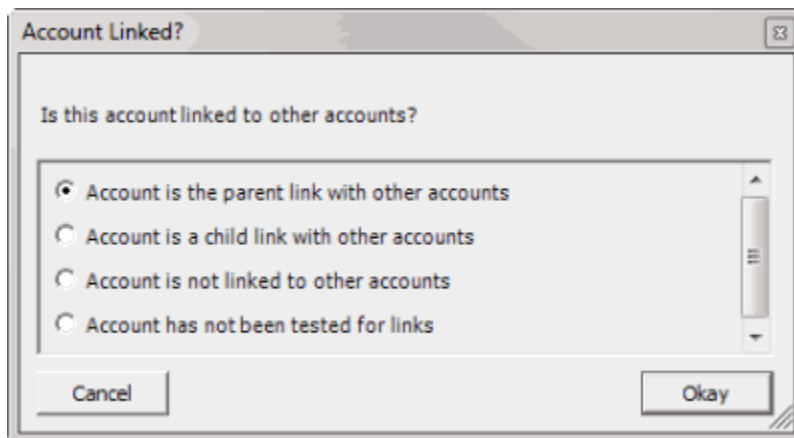 Account Linked?
Is this account linked to other accounts?
Account is the parent link with other accounts
Account is a child link with other accounts
Account is not linked to other accounts
Account has not been tested for links
Cancel Okay